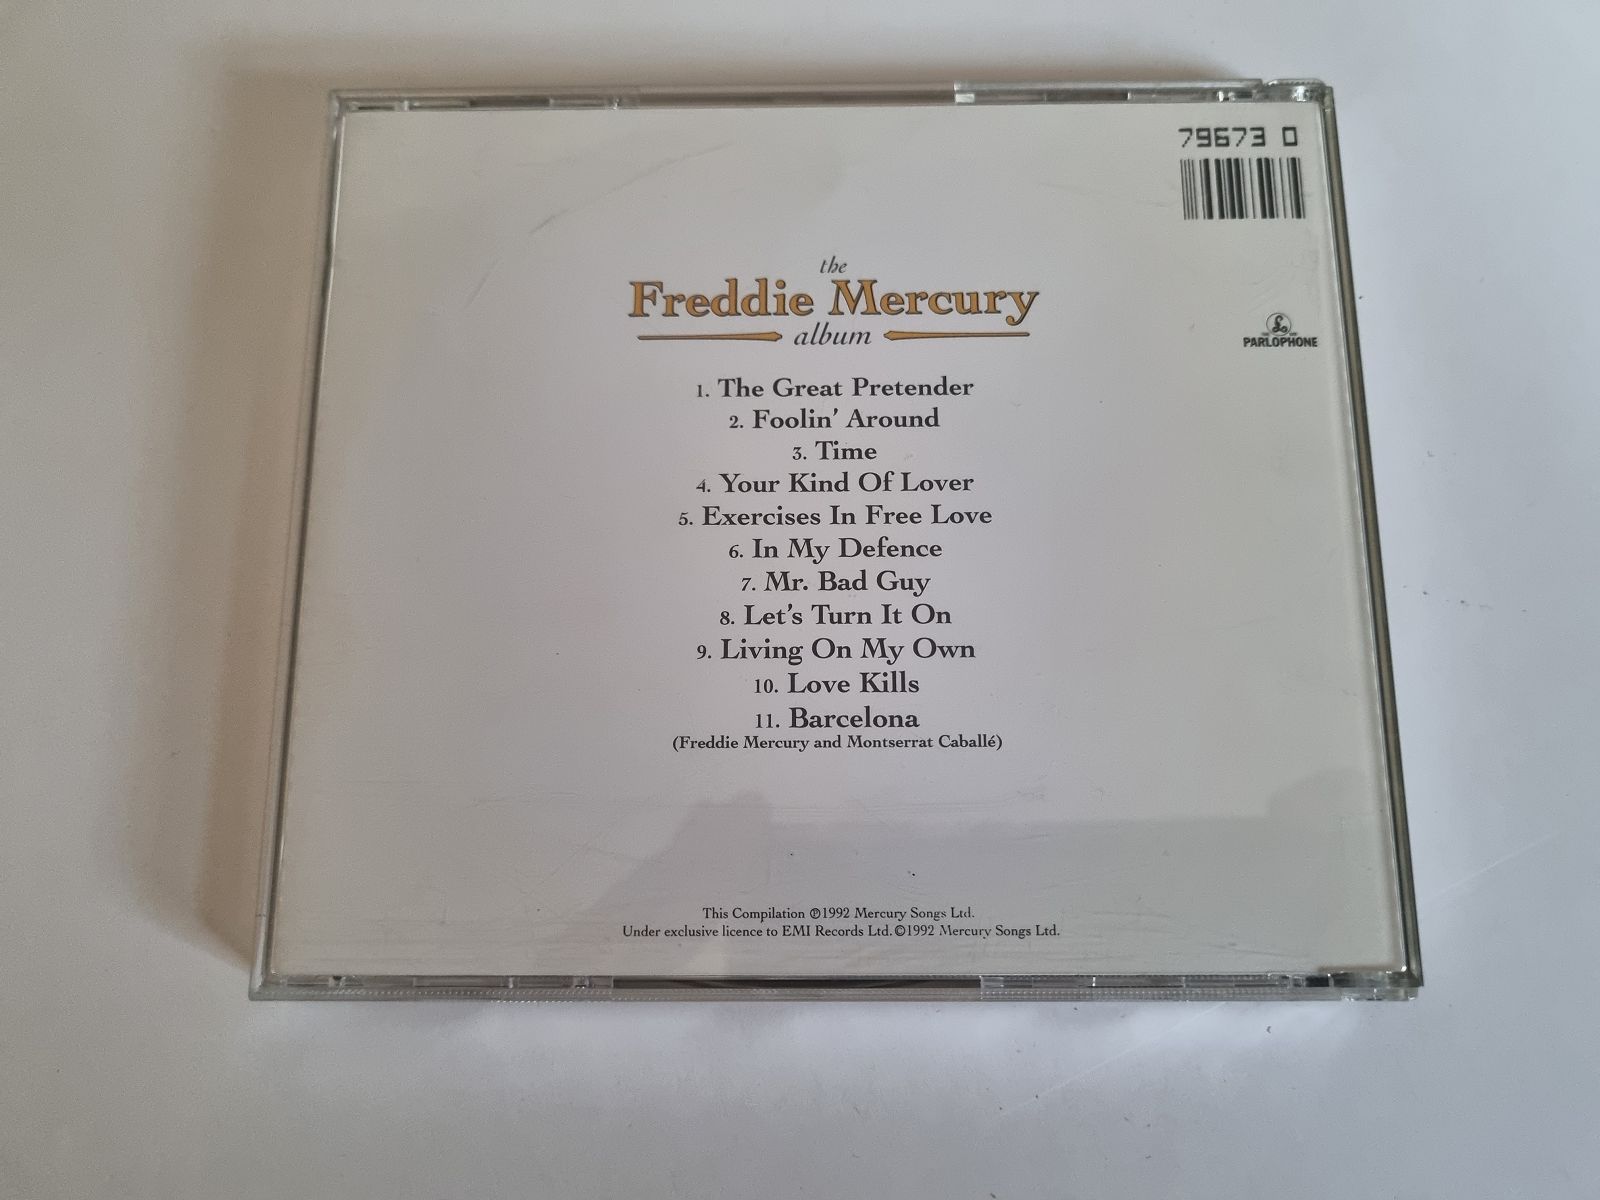 79673 0
the
Freddie Mercury
album
PARLOPHONE
1. The Great Pretender
2. Foolin' Around
3. Time
4. Your Kind Of Lover
5. Exercises In Free Love
6. In My Defence
7. Mr. Bad Guy
8. Let's Turn It On
9. Living On My Own
10. Love Kills
11. Barcelona
(Freddie Mercury and Montserrat Caballé)
This Compilation ℗1992 Mercury Songs Ltd.
Under exclusive licence to EMI Records Ltd. ©1992 Mercury Songs Ltd.